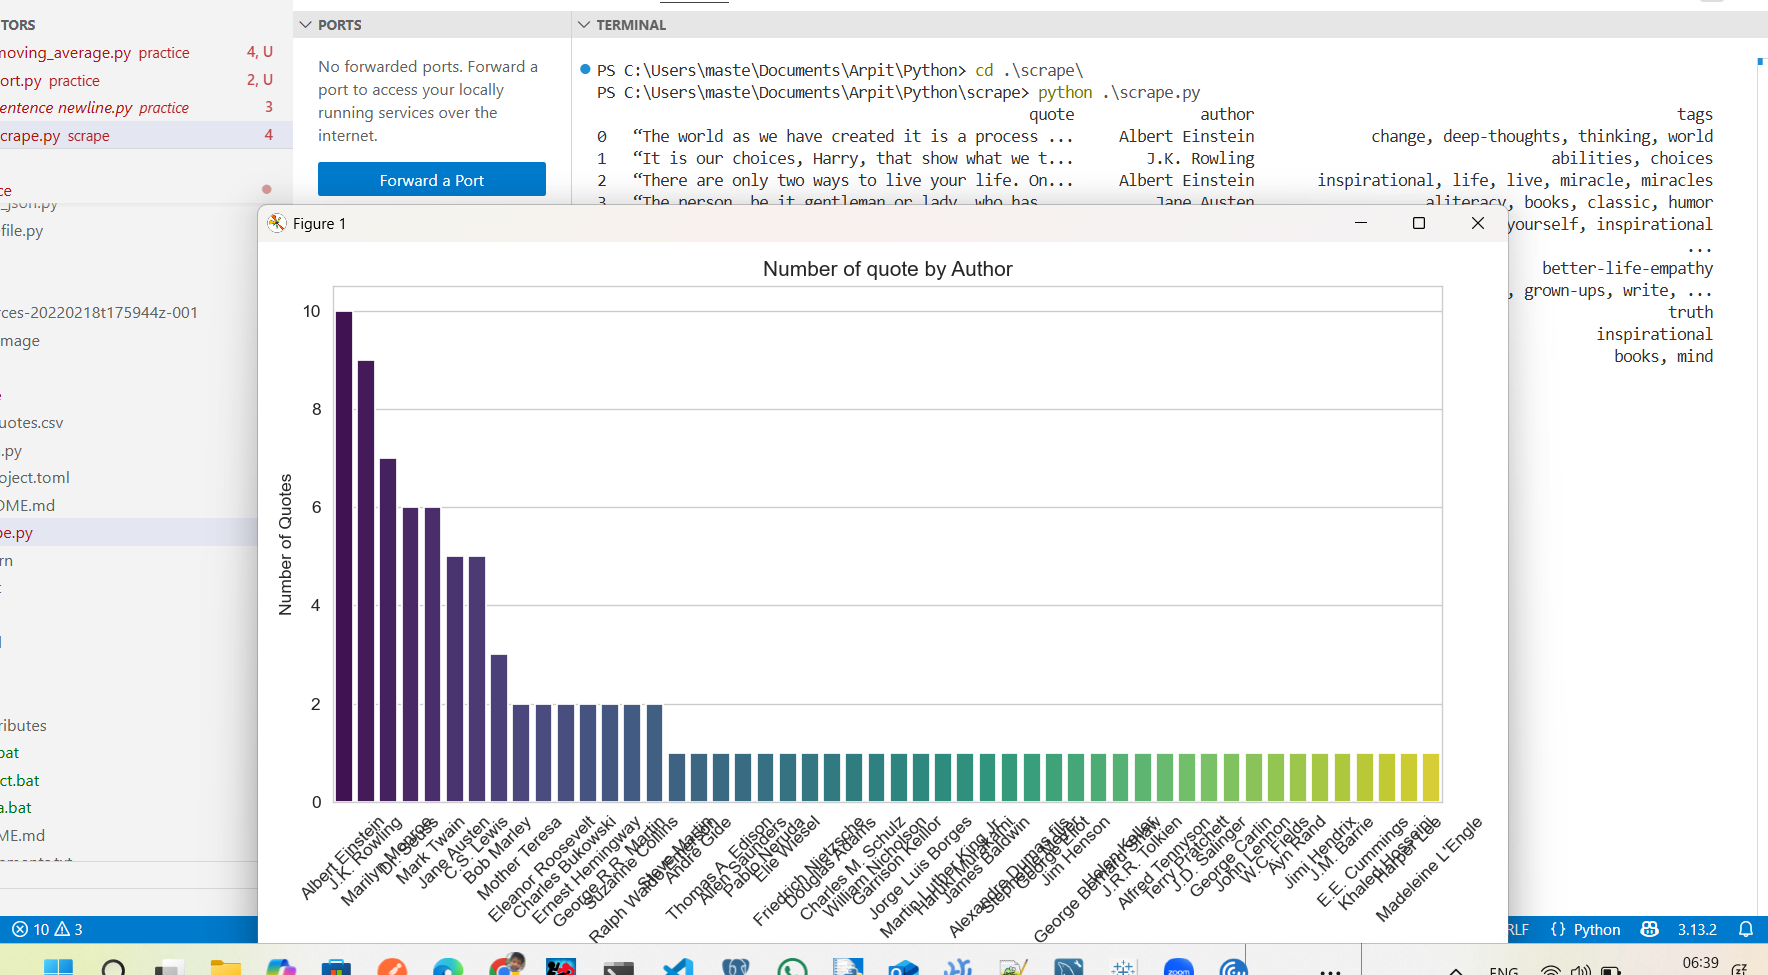 TORS
moving_average.py practice 4, U
ort.py practice 2, U
entence newline.py practice 3
crape.py scrape 4
ce
_json.py
file.py
rces-20220218t175944z-001
mage
uotes.csv
.py
oject.toml
OME.md
pe.py
rn
ributes
bat
ct.bat
a.bat
ME.md
PORTS
No forwarded ports. Forward a
port to access your locally
running services over the
internet.
Forward a Port
TERMINAL
PS C:\Users\maste\Documents\Arpit\Python> cd .\scrape\
PS C:\Users\maste\Documents\Arpit\Python\scrape> python .\scrape.py
quote author tags
0 “The world as we have created it is a process ... Albert Einstein change, deep-thoughts, thinking, world
1 “It is our choices, Harry, that show what we t... J.K. Rowling abilities, choices
2 “There are only two ways to live your life. On... Albert Einstein inspirational, life, live, miracle, miracles
3 “The person, be it gentleman or lady, who has Jane Austen aliteracy, books, classic, humor
yourself, inspirational
...
better-life-empathy
, grown-ups, write, ...
truth
inspirational
books, mind
Figure 1
Number of quote by Author
Number of Quotes
10
8
6
4
2
0
Albert Einstein
J.K. Rowling
Marilyn Monroe
Dr. Seuss
Mark Twain
Jane Austen
C.S. Lewis
Bob Marley
Mother Teresa
Eleanor Roosevelt
Charles Bukowski
Ernest Hemingway
George R.R. Martin
Suzanne Collins
Ralph Waldo Emerson
Steve Martin
André Gide
Thomas A. Edison
Allen Saunders
Pablo Neruda
Elie Wiesel
Friedrich Nietzsche
Douglas Adams
Charles M. Schulz
William Nicholson
Garrison Keillor
Jorge Luis Borges
Martin Luther King Jr.
Haruki Murakami
James Baldwin
Alexandre Dumas fils
Stephenie Meyer
George Eliot
Jim Henson
George Bernard Shaw
Helen Keller
J.R.R. Tolkien
Alfred Tennyson
Terry Pratchett
J.D. Salinger
George Carlin
John Lennon
W.C. Fields
Ayn Rand
Jimi Hendrix
J.M. Barrie
E.E. Cummings
Khaled Hosseini
Harper Lee
Madeleine L'Engle
10 3
RLF {} Python 3.13.2
zoom
ENG
06:39